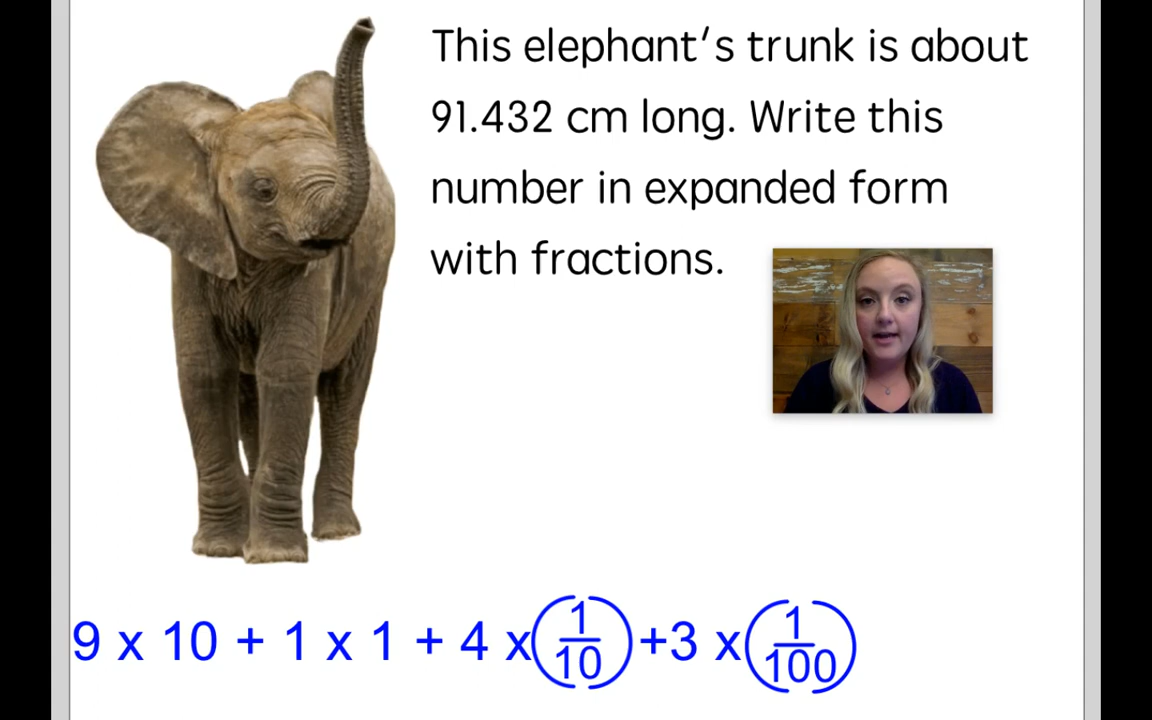 This elephant's trunk is about
91.432 cm long. Write this
number in expanded form
with fractions.
9 x 10 + 1 x 1 + 4 x(1/10)+3 x(1/100)